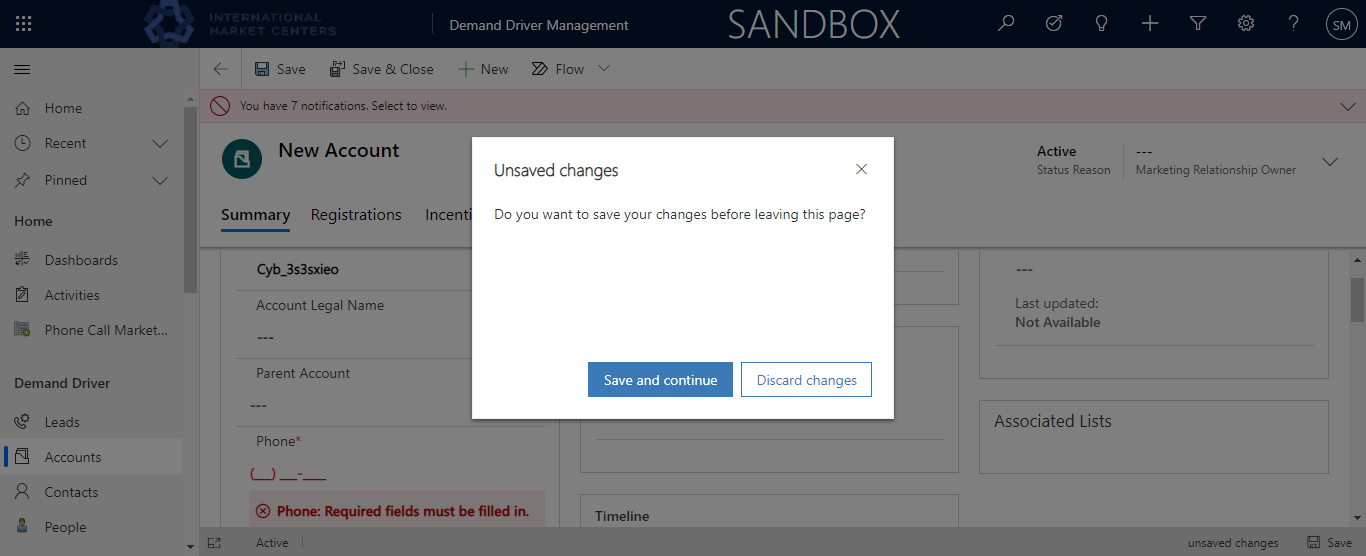 INTERNATIONAL
MARKET CENTERS
Demand Driver Management
SANDBOX
SM
Save
Save & Close
New
Flow
You have 7 notifications. Select to view.
Home
Recent
Pinned
Home
Dashboards
Activities
Phone Call Market...
Demand Driver
Leads
Accounts
Contacts
People
New Account
Active
Status Reason
---
Marketing Relationship Owner
Summary
Registrations
Incenti
Unsaved changes
Do you want to save your changes before leaving this page?
Save and continue
Discard changes
Cyb_3s3sxieo
Account Legal Name
---
Parent Account
---
Phone*
(__) __-___
Phone: Required fields must be filled in.
Timeline
---
Last updated:
Not Available
Associated Lists
Active
unsaved changes
Save